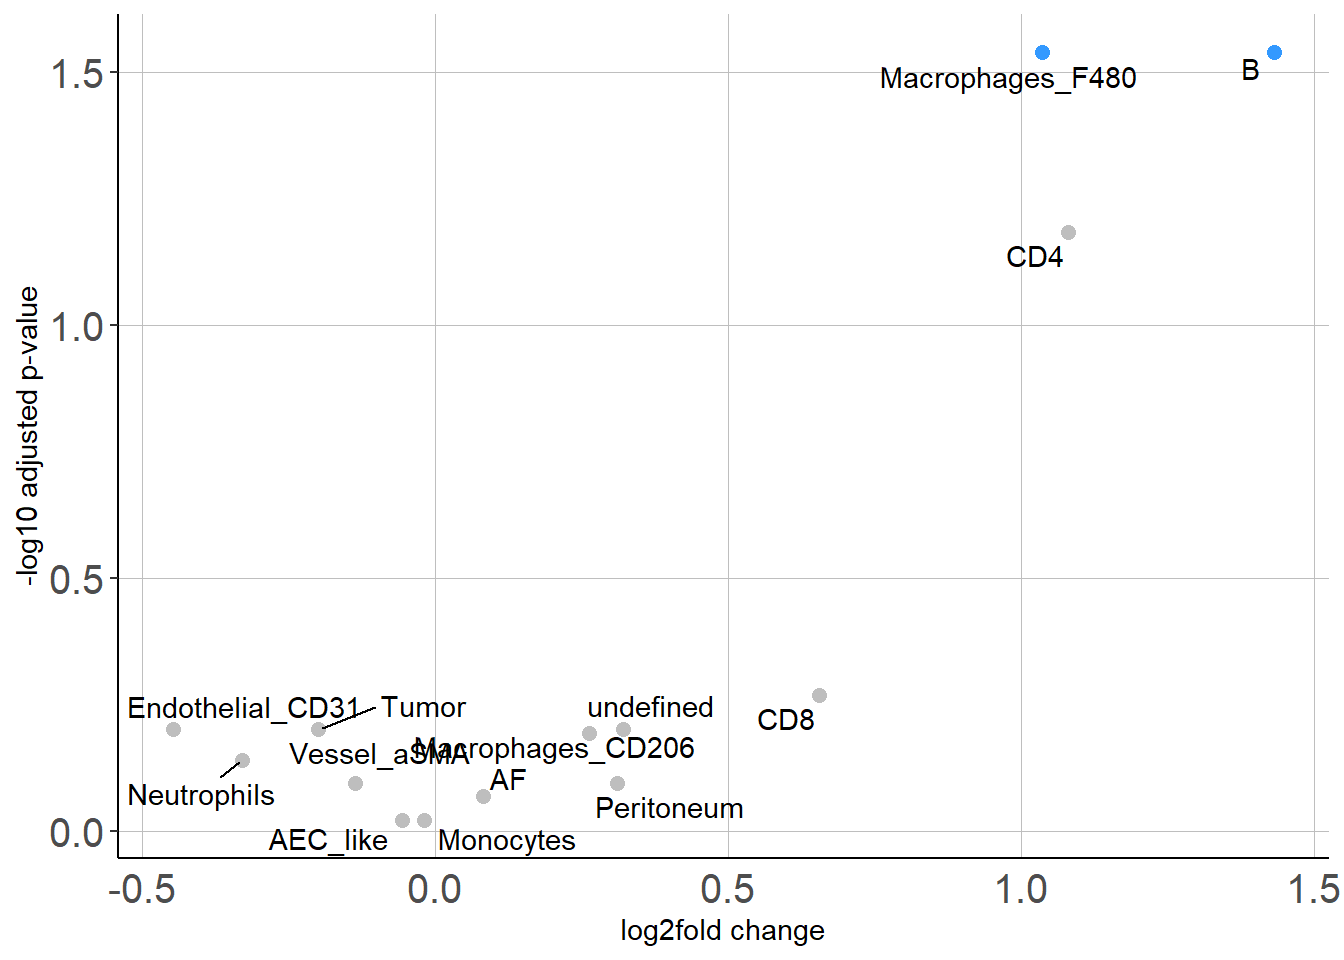 1.5
Macrophages_F480
B
CD4
1.0
-log10 adjusted p-value
0.5
Endothelial_CD31
Tumor
undefined
CD8
Vessel_aSMA
Macrophages_CD206
AF
Neutrophils
Peritoneum
0.0
AEC_like
Monocytes
-0.5
0.0
0.5
1.0
1.5
log2fold change